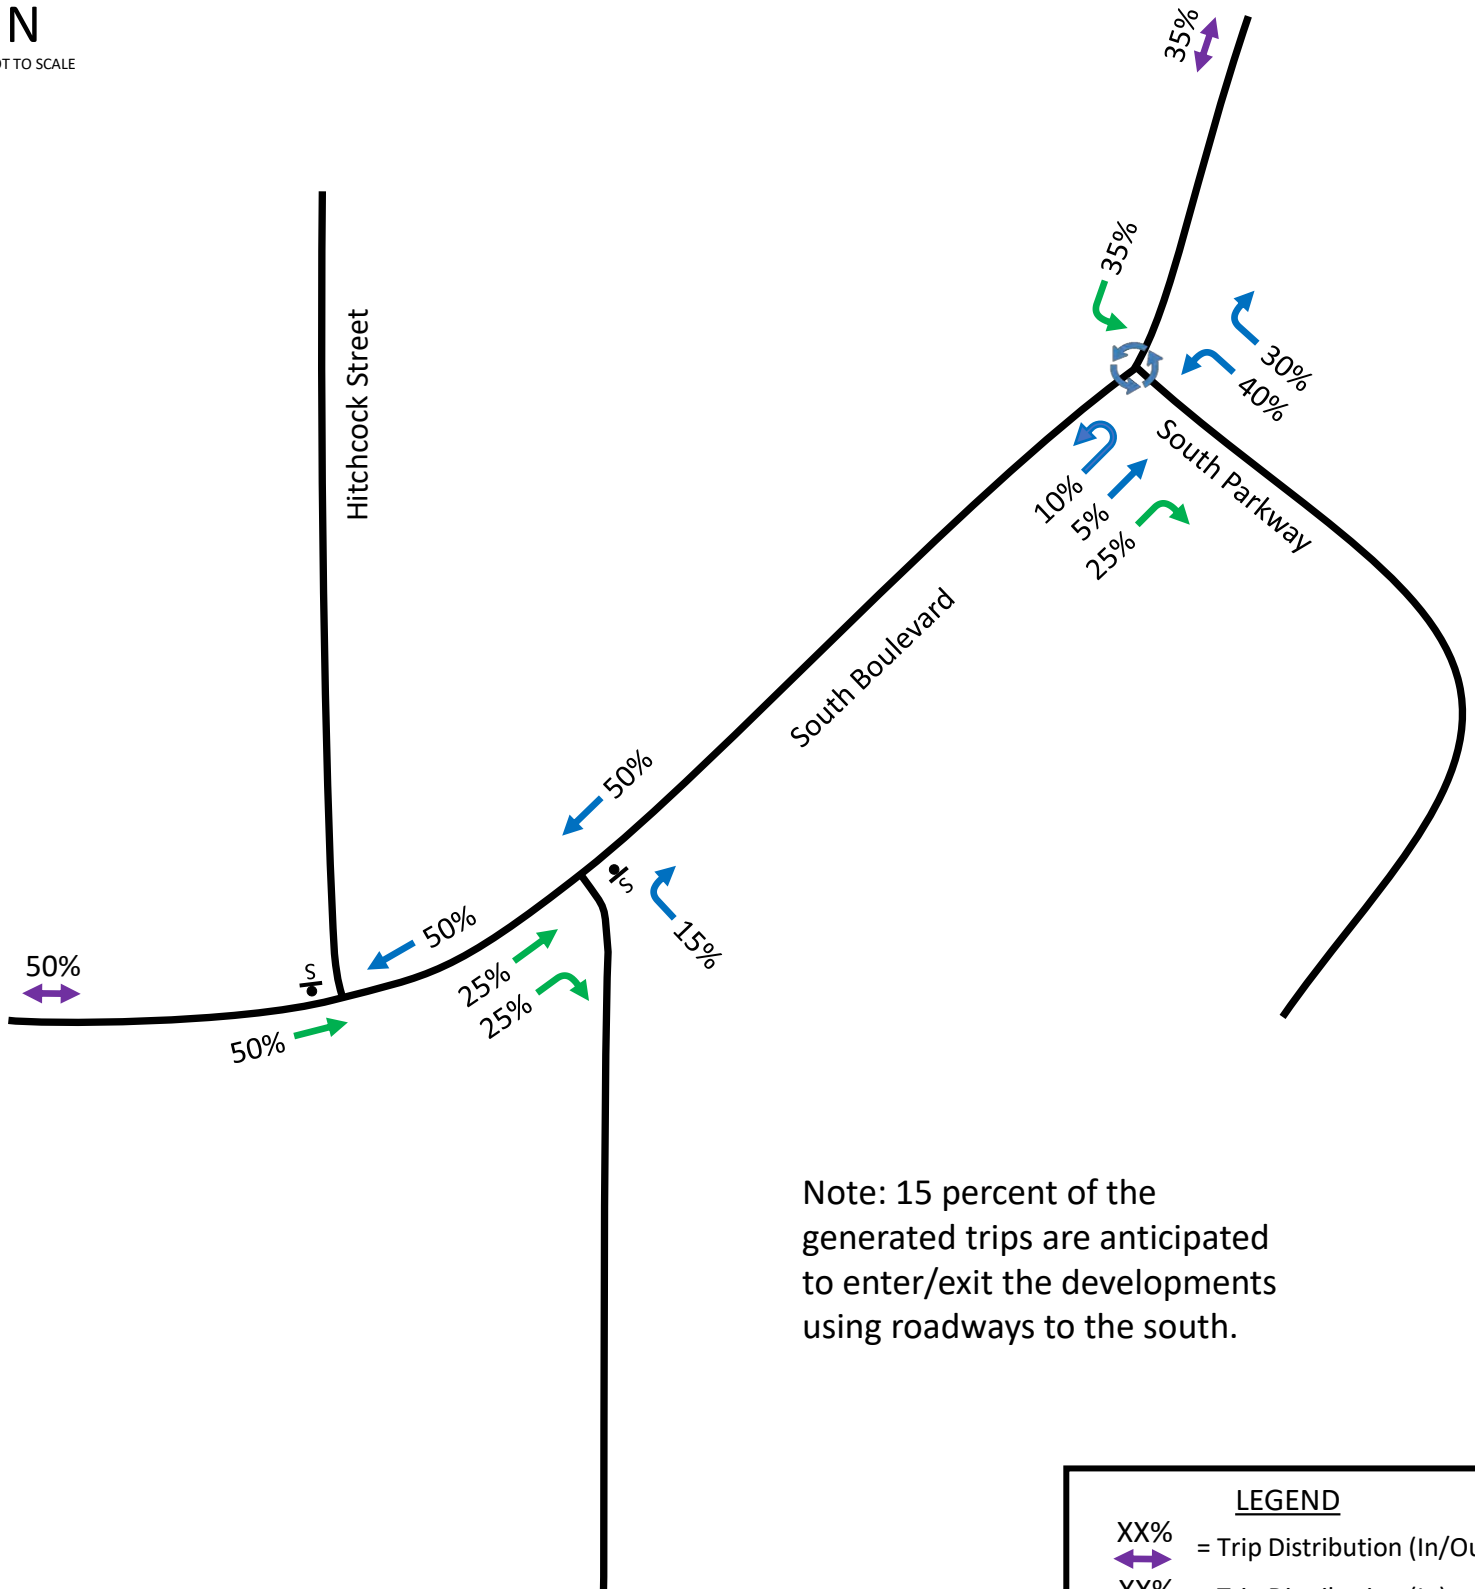 N
OT TO SCALE
35%
35%
30%
40%
Hitchcock Street
South Parkway
10%
5%
25%
South Boulevard
50%
S
15%
50%
25%
25%
50%
S
50%
Note: 15 percent of the
generated trips are anticipated
to enter/exit the developments
using roadways to the south.
LEGEND
XX%
= Trip Distribution (In/Ou
XX%